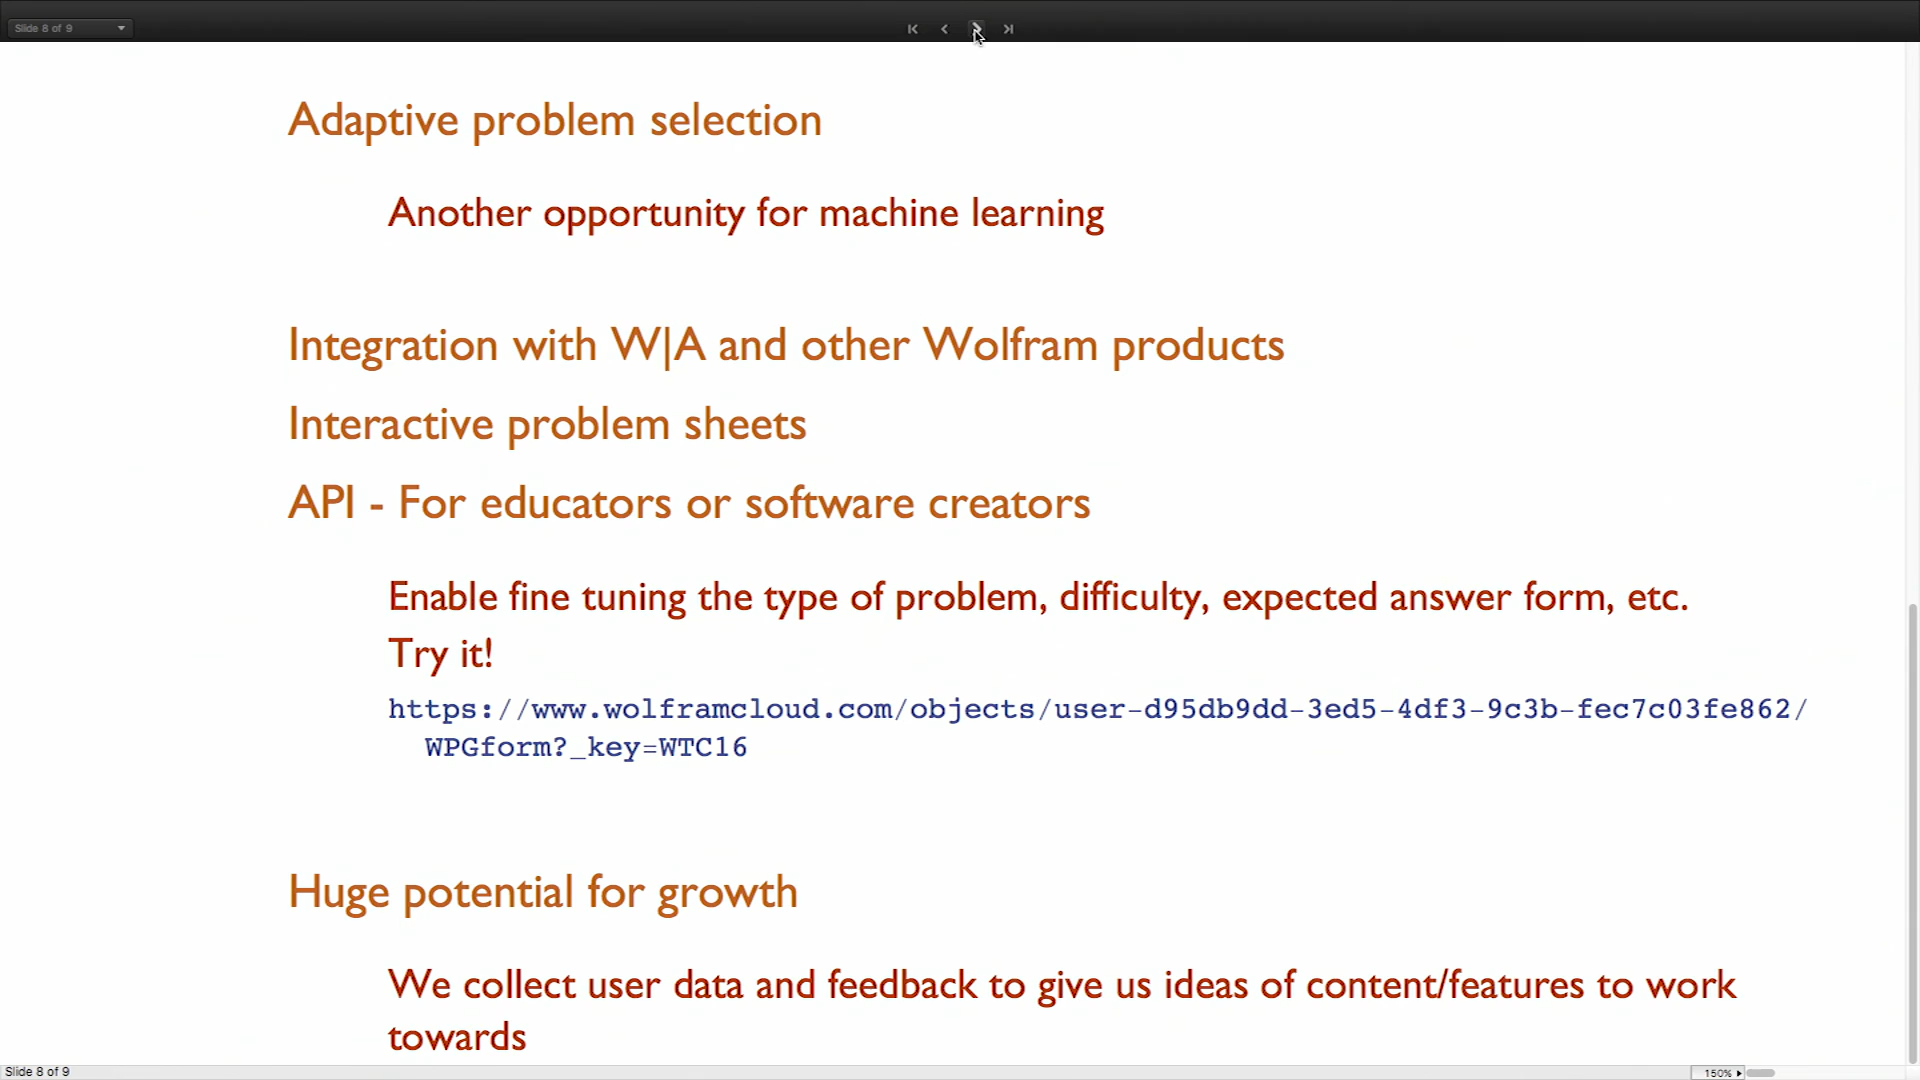 Slide 8 of 9
Adaptive problem selection
Another opportunity for machine learning
Integration with W|A and other Wolfram products
Interactive problem sheets
API - For educators or software creators
Enable fine tuning the type of problem, difficulty, expected answer form, etc.
Try it!
https://www.wolframcloud.com/objects/user-d95db9dd-3ed5-4df3-9c3b-fec7c03fe862/
WPGform?_key=WTC16
Huge potential for growth
We collect user data and feedback to give us ideas of content/features to work
towards
Slide 8 of 9
150%